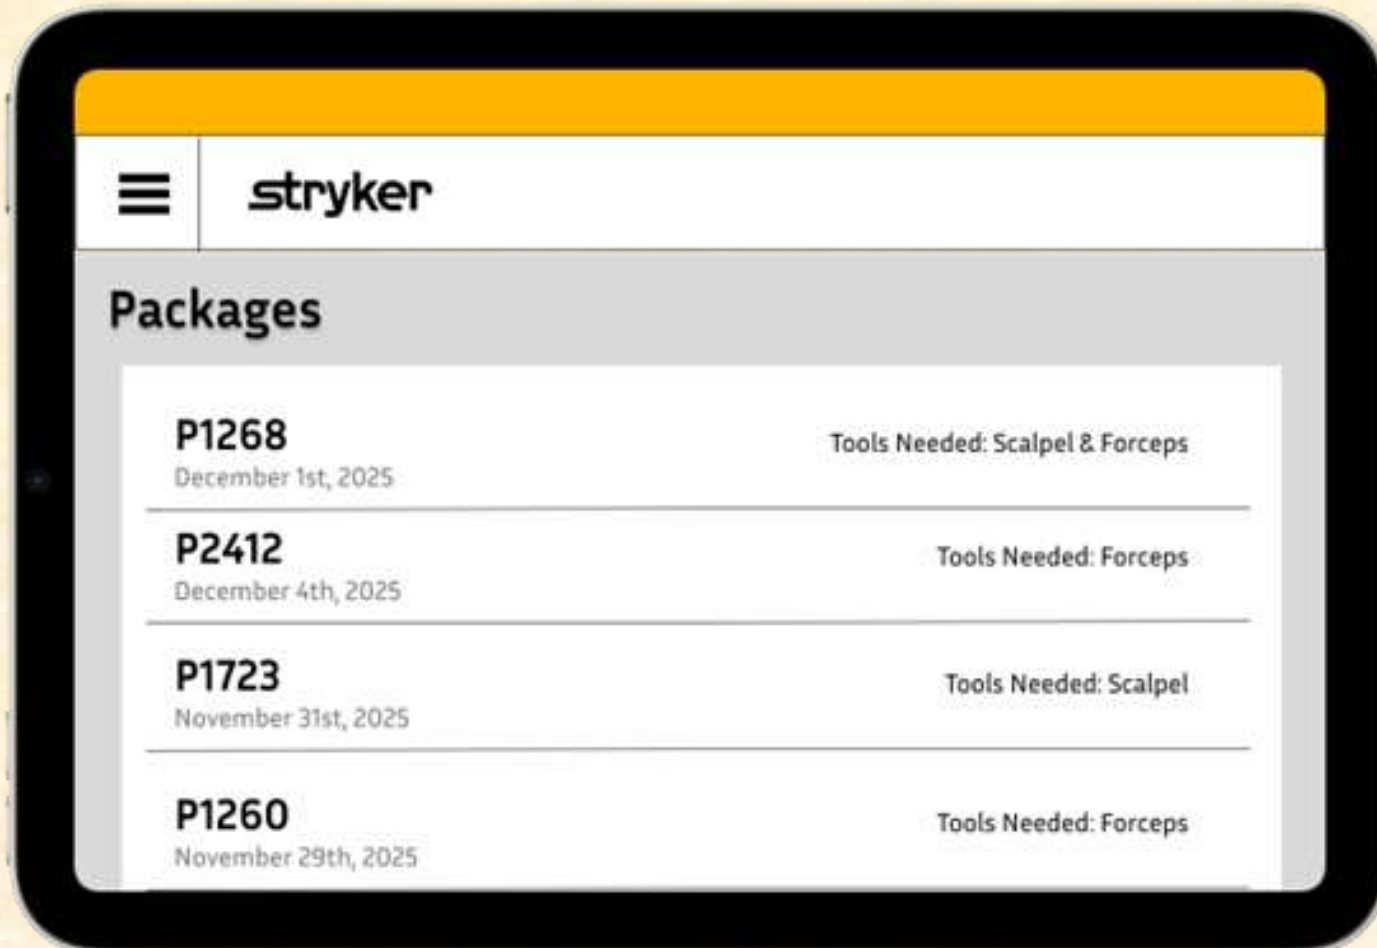 stryker
Packages
P1268
Tools Needed: Scalpel & Forceps
December 1st, 2025
P2412
Tools Needed: Forceps
December 4th, 2025
P1723
Tools Needed: Scalpel
November 31st, 2025
P1260
Tools Needed: Forceps
November 29th, 2025